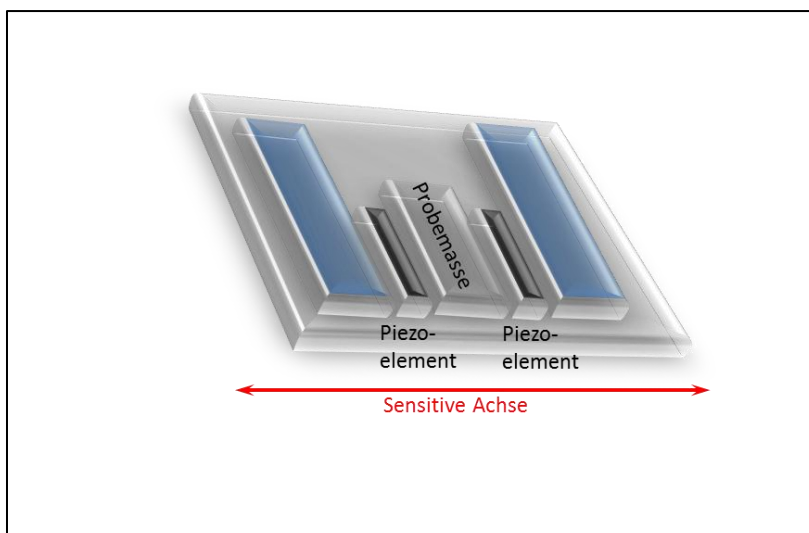 Probemasse
Piezo-
element
Piezo-
element
Sensitive Achse